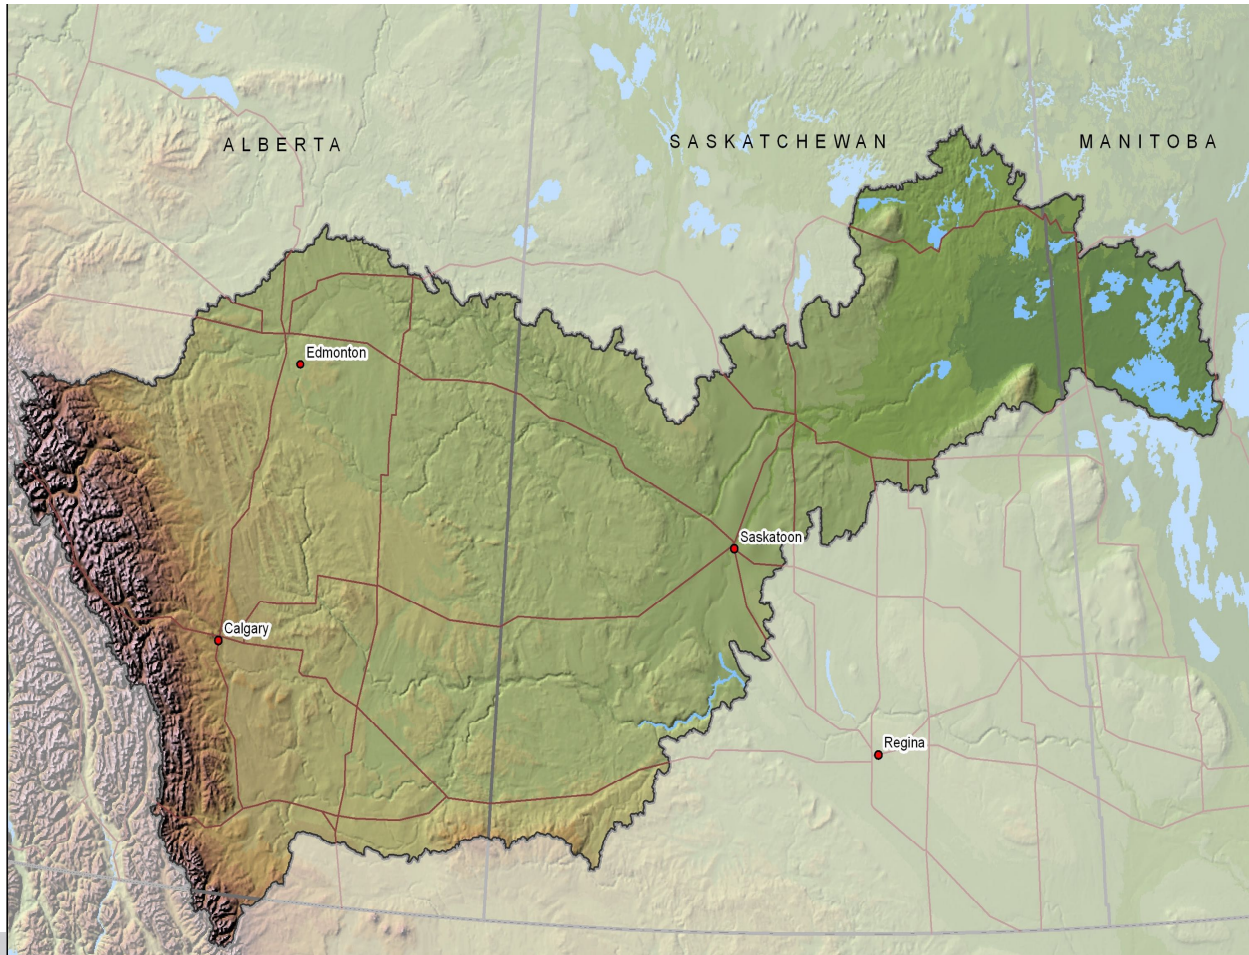 ALBERTA
SASKATCHEWAN
MANITOBA
Edmonton
Saskatoon
Calgary
Regina